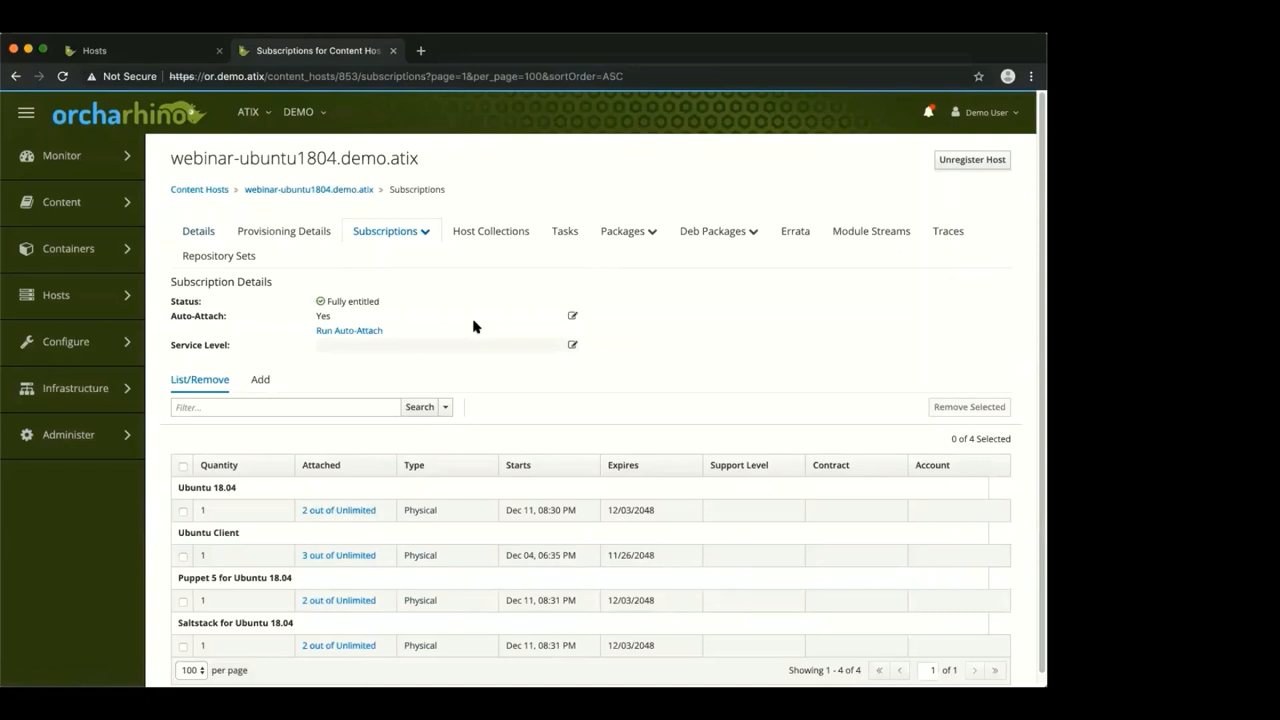 Hosts
Subscriptions for Content Hos
Not Secure https://or.demo.atix/content_hosts/853/subscriptions?page=1&per_page=100&sortOrder=ASC
orcharhino ATIX DEMO Demo User
Monitor
Content
Containers
Hosts
Configure
Infrastructure
Administer
webinar-ubuntu1804.demo.atix
Unregister Host
Content Hosts » webinar-ubuntu1804.demo.atix » Subscriptions
Details Provisioning Details Subscriptions Host Collections Tasks Packages Deb Packages Errata Module Streams Traces
Repository Sets
Subscription Details
Status: Fully entitled
Auto-Attach: Yes
Run Auto-Attach
Service Level:
List/Remove Add
Filter... Search Remove Selected
0 of 4 Selected
Quantity Attached Type Starts Expires Support Level Contract Account
Ubuntu 18.04
1 2 out of Unlimited Physical Dec 11, 08:30 PM 12/03/2048
Ubuntu Client
1 3 out of Unlimited Physical Dec 04, 06:35 PM 11/26/2048
Puppet 5 for Ubuntu 18.04
1 2 out of Unlimited Physical Dec 11, 08:31 PM 12/03/2048
Saltstack for Ubuntu 18.04
1 2 out of Unlimited Physical Dec 11, 08:31 PM 12/03/2048
100 per page Showing 1 - 4 of 4 « ‹ 1 of 1 › »